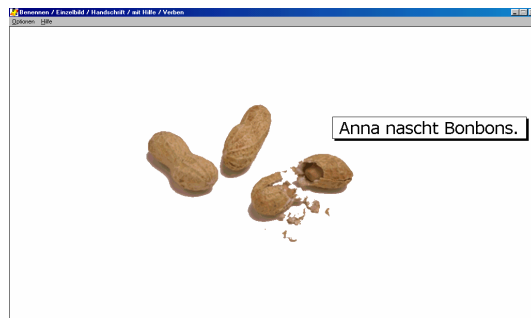 Benennen / Einzelbild / Handschrift / mit Hilfe / Verben
Optionen Hilfe
Anna nascht Bonbons.